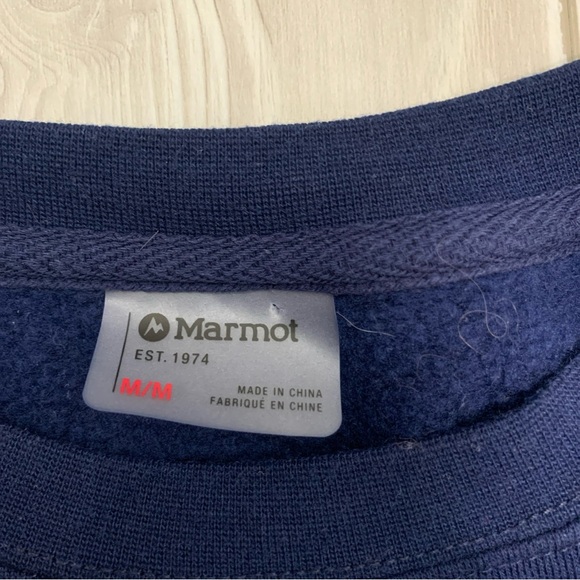 Marmot
EST. 1974
M/M
MADE IN CHINA
FABRIQUÉ EN CHINE